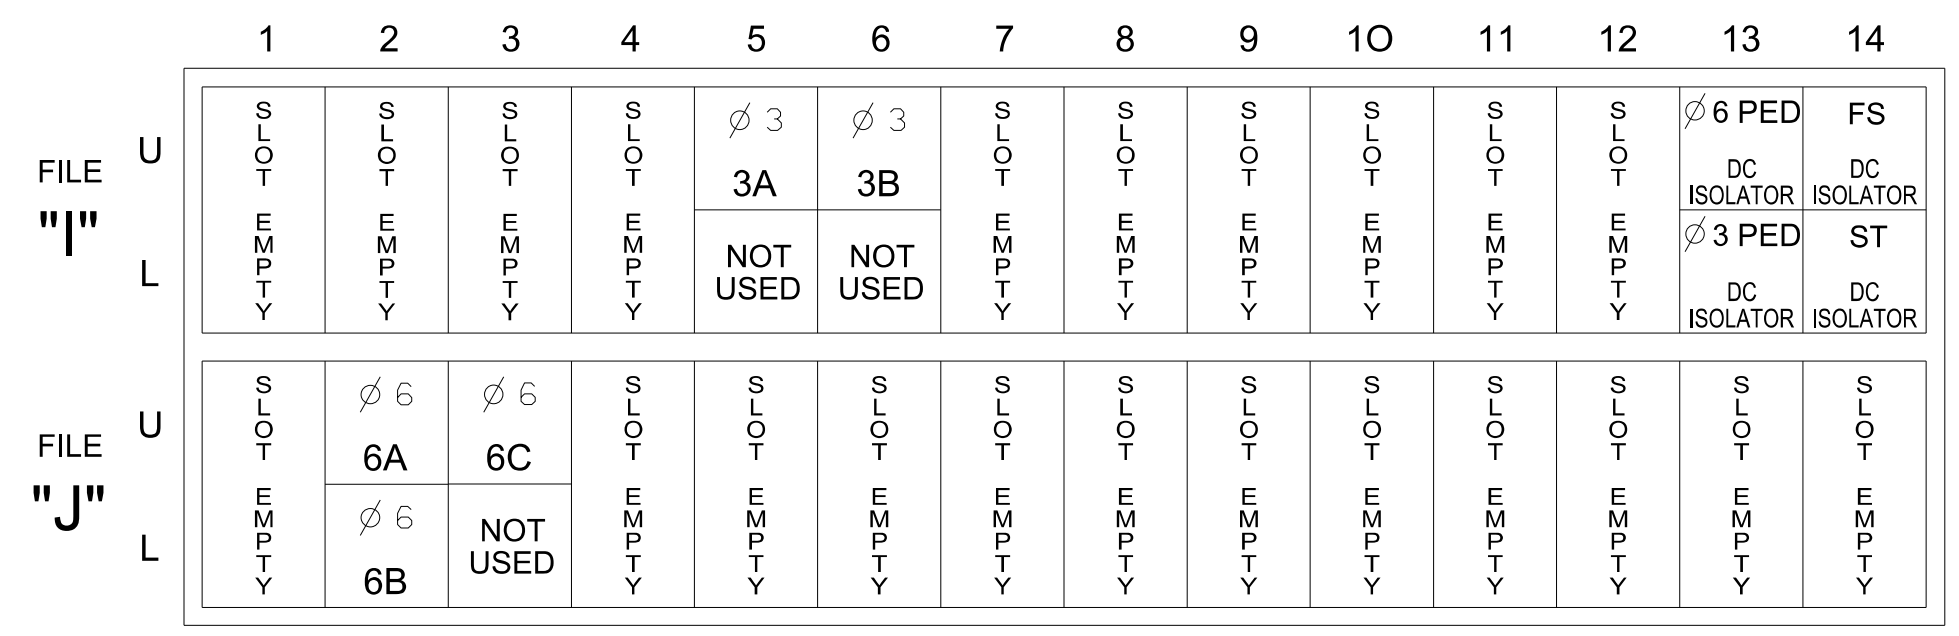 1 2 3 4 5 6 7 8 9 10 11 12 13 14
FILE "I"
U
L
SLOT EMPTY
SLOT EMPTY
SLOT EMPTY
SLOT EMPTY
Ø 3
3A
NOT
USED
Ø 3
3B
NOT
USED
SLOT EMPTY
SLOT EMPTY
SLOT EMPTY
SLOT EMPTY
SLOT EMPTY
SLOT EMPTY
Ø 6 PED
DC
ISOLATOR
Ø 3 PED
DC
ISOLATOR
FS
DC
ISOLATOR
ST
DC
ISOLATOR
FILE "J"
U
L
SLOT EMPTY
Ø 6
6A
Ø 6
6B
Ø 6
6C
NOT
USED
SLOT EMPTY
SLOT EMPTY
SLOT EMPTY
SLOT EMPTY
SLOT EMPTY
SLOT EMPTY
SLOT EMPTY
SLOT EMPTY
SLOT EMPTY
SLOT EMPTY
SLOT EMPTY